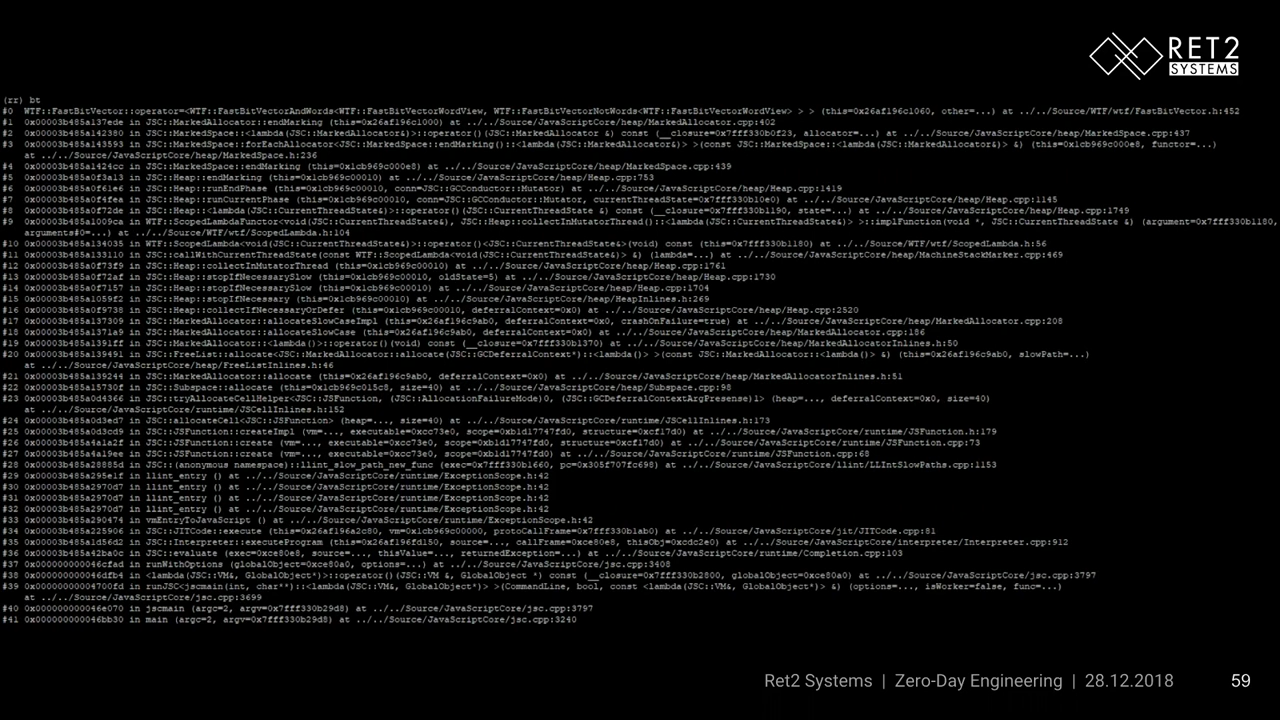 RET2
SYSTEMS
(rr) bt
#0 WTF::FastBitVector::operator=<WTF::FastBitVectorAndWords<WTF::FastBitVectorWordView, WTF::FastBitVectorNotWords<WTF::FastBitVectorWordView> > > (this=0x26af196c1060, other=...) at ../../Source/WTF/wtf/FastBitVector.h:452
#1 0x00003b485a137ede in JSC::MarkedAllocator::endMarking (this=0x26af196c1000) at ../../Source/JavaScriptCore/heap/MarkedAllocator.cpp:402
#2 0x00003b485a142380 in JSC::MarkedSpace::<lambda(JSC::MarkedAllocator&)>::operator()(JSC::MarkedAllocator &) const (__closure=0x7fff330b0f23, allocator=...) at ../../Source/JavaScriptCore/heap/MarkedSpace.cpp:437
#3 0x00003b485a143593 in JSC::MarkedSpace::forEachAllocator<JSC::MarkedSpace::endMarking()::<lambda(JSC::MarkedAllocator&)> >(const JSC::MarkedSpace::<lambda(JSC::MarkedAllocator&)> &) (this=0x1cb969c000e8, functor=...)
at ../../Source/JavaScriptCore/heap/MarkedSpace.h:236
#4 0x00003b485a1424cc in JSC::MarkedSpace::endMarking (this=0x1cb969c000e8) at ../../Source/JavaScriptCore/heap/MarkedSpace.cpp:439
#5 0x00003b485a0f3a13 in JSC::Heap::endMarking (this=0x1cb969c00010) at ../../Source/JavaScriptCore/heap/Heap.cpp:753
#6 0x00003b485a0f61e6 in JSC::Heap::runEndPhase (this=0x1cb969c00010, conn=JSC::GCConductor::Mutator) at ../../Source/JavaScriptCore/heap/Heap.cpp:1419
#7 0x00003b485a0f4fea in JSC::Heap::runCurrentPhase (this=0x1cb969c00010, conn=JSC::GCConductor::Mutator, currentThreadState=0x7fff330b10e0) at ../../Source/JavaScriptCore/heap/Heap.cpp:1145
#8 0x00003b485a0f72de in JSC::Heap::<lambda(JSC::CurrentThreadState&)>::operator()(JSC::CurrentThreadState &) const (__closure=0x7fff330b1190, state=...) at ../../Source/JavaScriptCore/heap/Heap.cpp:1749
#9 0x00003b485a1009ca in WTF::ScopedLambdaFunctor<void(JSC::CurrentThreadState&), JSC::Heap::collectInMutatorThread()::<lambda(JSC::CurrentThreadState&)> >::implFunction(void *, JSC::CurrentThreadState &) (argument=0x7fff330b1180,
arguments#0=...) at ../../Source/WTF/wtf/ScopedLambda.h:104
#10 0x00003b485a134035 in WTF::ScopedLambda<void(JSC::CurrentThreadState&)>::operator()<JSC::CurrentThreadState&>(void) const (this=0x7fff330b1180) at ../../Source/WTF/wtf/ScopedLambda.h:56
#11 0x00003b485a133110 in JSC::callWithCurrentThreadState(const WTF::ScopedLambda<void(JSC::CurrentThreadState&)> &) (lambda=...) at ../../Source/JavaScriptCore/heap/MachineStackMarker.cpp:469
#12 0x00003b485a0f73f9 in JSC::Heap::collectInMutatorThread (this=0x1cb969c00010) at ../../Source/JavaScriptCore/heap/Heap.cpp:1761
#13 0x00003b485a0f72af in JSC::Heap::stopIfNecessarySlow (this=0x1cb969c00010, oldState=5) at ../../Source/JavaScriptCore/heap/Heap.cpp:1730
#14 0x00003b485a0f7157 in JSC::Heap::stopIfNecessarySlow (this=0x1cb969c00010) at ../../Source/JavaScriptCore/heap/Heap.cpp:1704
#15 0x00003b485a1059f2 in JSC::Heap::stopIfNecessary (this=0x1cb969c00010) at ../../Source/JavaScriptCore/heap/HeapInlines.h:269
#16 0x00003b485a0f9738 in JSC::Heap::collectIfNecessaryOrDefer (this=0x1cb969c00010, deferralContext=0x0) at ../../Source/JavaScriptCore/heap/Heap.cpp:2520
#17 0x00003b485a137309 in JSC::MarkedAllocator::allocateSlowCaseImpl (this=0x26af196c9ab0, deferralContext=0x0, crashOnFailure=true) at ../../Source/JavaScriptCore/heap/MarkedAllocator.cpp:208
#18 0x00003b485a1371a9 in JSC::MarkedAllocator::allocateSlowCase (this=0x26af196c9ab0, deferralContext=0x0) at ../../Source/JavaScriptCore/heap/MarkedAllocator.cpp:186
#19 0x00003b485a1391ff in JSC::MarkedAllocator::<lambda()>::operator()(void) const (__closure=0x7fff330b1370) at ../../Source/JavaScriptCore/heap/MarkedAllocatorInlines.h:50
#20 0x00003b485a139491 in JSC::FreeList::allocate<JSC::MarkedAllocator::allocate(JSC::GCDeferralContext*)::<lambda()> >(const JSC::MarkedAllocator::<lambda()> &) (this=0x26af196c9ab0, slowPath=...)
at ../../Source/JavaScriptCore/heap/FreeListInlines.h:46
#21 0x00003b485a139244 in JSC::MarkedAllocator::allocate (this=0x26af196c9ab0, deferralContext=0x0) at ../../Source/JavaScriptCore/heap/MarkedAllocatorInlines.h:51
#22 0x00003b485a15730f in JSC::Subspace::allocate (this=0x1cb969c015c8, size=40) at ../../Source/JavaScriptCore/heap/Subspace.cpp:98
#23 0x00003b485a0d4366 in JSC::tryAllocateCellHelper<JSC::JSFunction, (JSC::AllocationFailureMode)0, (JSC::GCDeferralContextArgPresense)1> (heap=..., deferralContext=0x0, size=40)
at ../../Source/JavaScriptCore/runtime/JSCellInlines.h:152
#24 0x00003b485a0d3ed7 in JSC::allocateCell<JSC::JSFunction> (heap=..., size=40) at ../../Source/JavaScriptCore/runtime/JSCellInlines.h:173
#25 0x00003b485a0d3cd9 in JSC::JSFunction::createImpl (vm=..., executable=0xcc73e0, scope=0xb1d17747fd0, structure=0xcf17d0) at ../../Source/JavaScriptCore/runtime/JSFunction.h:179
#26 0x00003b485a4a1a2f in JSC::JSFunction::create (vm=..., executable=0xcc73e0, scope=0xb1d17747fd0, structure=0xcf17d0) at ../../Source/JavaScriptCore/runtime/JSFunction.cpp:73
#27 0x00003b485a4a19ee in JSC::JSFunction::create (vm=..., executable=0xcc73e0, scope=0xb1d17747fd0) at ../../Source/JavaScriptCore/runtime/JSFunction.cpp:68
#28 0x00003b485a28885d in JSC::(anonymous namespace)::llint_slow_path_new_func (exec=0x7fff330b1660, pc=0x305f707fc698) at ../../Source/JavaScriptCore/llint/LLIntSlowPaths.cpp:1153
#29 0x00003b485a295e1f in llint_entry () at ../../Source/JavaScriptCore/runtime/ExceptionScope.h:42
#30 0x00003b485a2970d7 in llint_entry () at ../../Source/JavaScriptCore/runtime/ExceptionScope.h:42
#31 0x00003b485a2970d7 in llint_entry () at ../../Source/JavaScriptCore/runtime/ExceptionScope.h:42
#32 0x00003b485a2970d7 in llint_entry () at ../../Source/JavaScriptCore/runtime/ExceptionScope.h:42
#33 0x00003b485a290474 in vmEntryToJavaScript () at ../../Source/JavaScriptCore/runtime/ExceptionScope.h:42
#34 0x00003b485a225906 in JSC::JITCode::execute (this=0x26af196a2c80, vm=0x1cb969c00000, protoCallFrame=0x7fff330b1ab0) at ../../Source/JavaScriptCore/jit/JITCode.cpp:81
#35 0x00003b485a1d56d2 in JSC::Interpreter::executeProgram (this=0x26af196fd150, source=..., callFrame=0xce80e8, thisObj=0xcdc2e0) at ../../Source/JavaScriptCore/interpreter/Interpreter.cpp:912
#36 0x00003b485a42ba0c in JSC::evaluate (exec=0xce80e8, source=..., thisValue=..., returnedException=...) at ../../Source/JavaScriptCore/runtime/Completion.cpp:103
#37 0x000000000046cfad in runWithOptions (globalObject=0xce80a0, options=...) at ../../Source/JavaScriptCore/jsc.cpp:3408
#38 0x000000000046dfb4 in <lambda(JSC::VM&, GlobalObject*)>::operator()(JSC::VM &, GlobalObject *) const (__closure=0x7fff330b2800, globalObject=0xce80a0) at ../../Source/JavaScriptCore/jsc.cpp:3797
#39 0x00000000004700fd in runJSC<jscmain(int, char**)::<lambda(JSC::VM&, GlobalObject*)> >(CommandLine, bool, const <lambda(JSC::VM&, GlobalObject*)> &) (options=..., isWorker=false, func=...)
at ../../Source/JavaScriptCore/jsc.cpp:3699
#40 0x000000000046e070 in jscmain (argc=2, argv=0x7fff330b29d8) at ../../Source/JavaScriptCore/jsc.cpp:3797
#41 0x000000000046bb30 in main (argc=2, argv=0x7fff330b29d8) at ../../Source/JavaScriptCore/jsc.cpp:3240
Ret2 Systems | Zero-Day Engineering | 28.12.2018 59